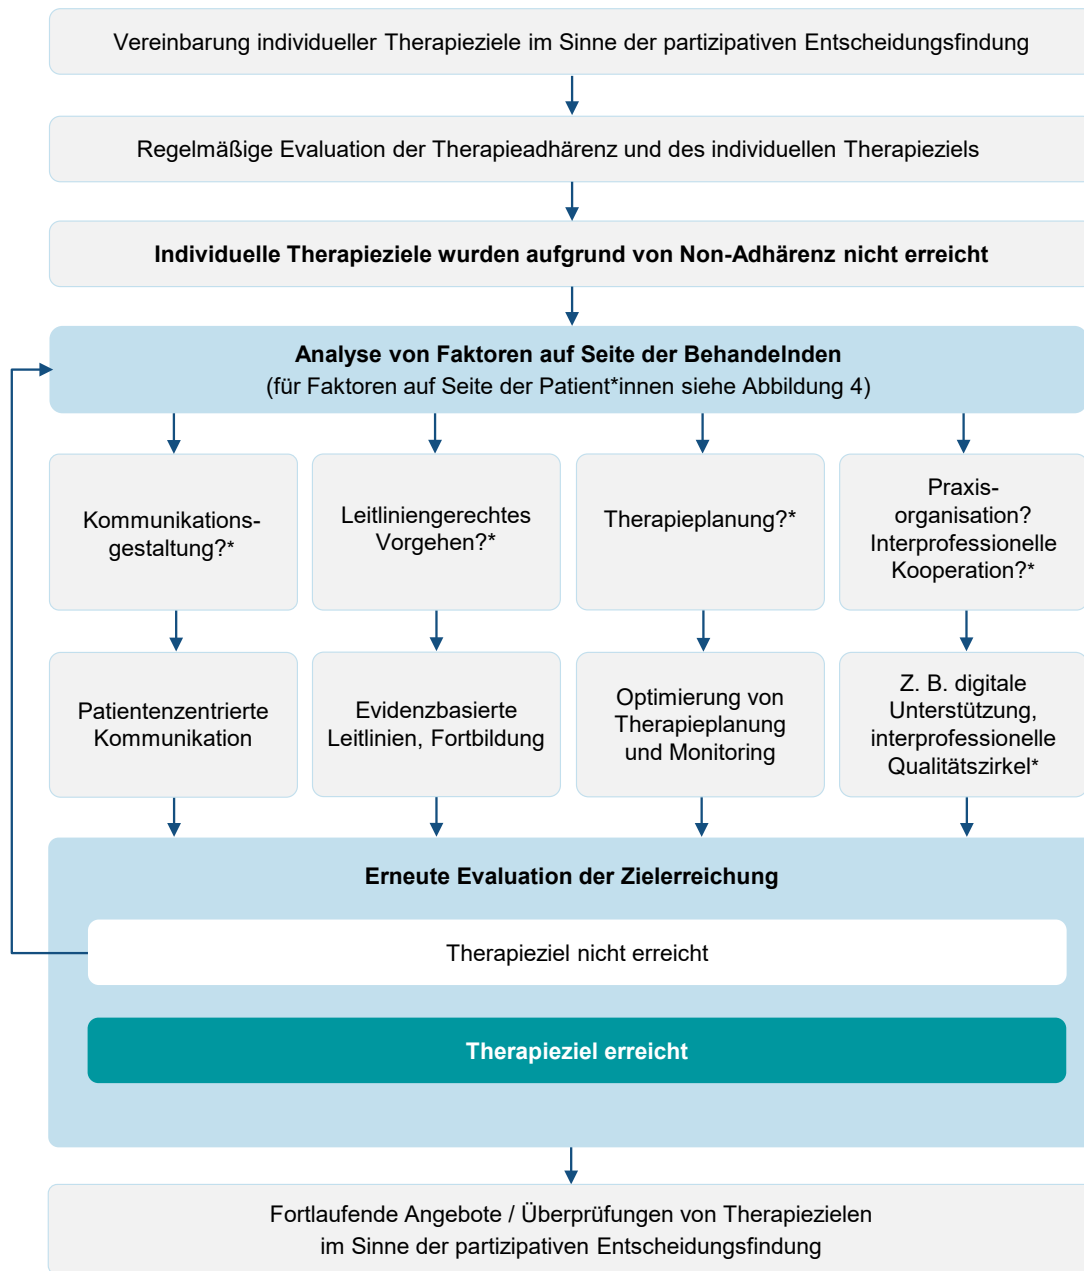 Vereinbarung individueller Therapieziele im Sinne der partizipativen Entscheidungsfindung
Regelmäßige Evaluation der Therapieadhärenz und des individuellen Therapieziels
Individuelle Therapieziele wurden aufgrund von Non-Adhärenz nicht erreicht
Analyse von Faktoren auf Seite der Behandelnden
(für Faktoren auf Seite der Patient*innen siehe Abbildung 4)
Kommunikations-
gestaltung?*
Leitliniengerechtes
Vorgehen?*
Therapieplanung?*
Praxis-
organisation?
Interprofessionelle
Kooperation?*
Patientenzentrierte
Kommunikation
Evidenzbasierte
Leitlinien, Fortbildung
Optimierung von
Therapieplanung
und Monitoring
Z. B. digitale
Unterstützung,
interprofessionelle
Qualitätszirkel*
Erneute Evaluation der Zielerreichung
Therapieziel nicht erreicht
Therapieziel erreicht
Fortlaufende Angebote / Überprüfungen von Therapiezielen
im Sinne der partizipativen Entscheidungsfindung